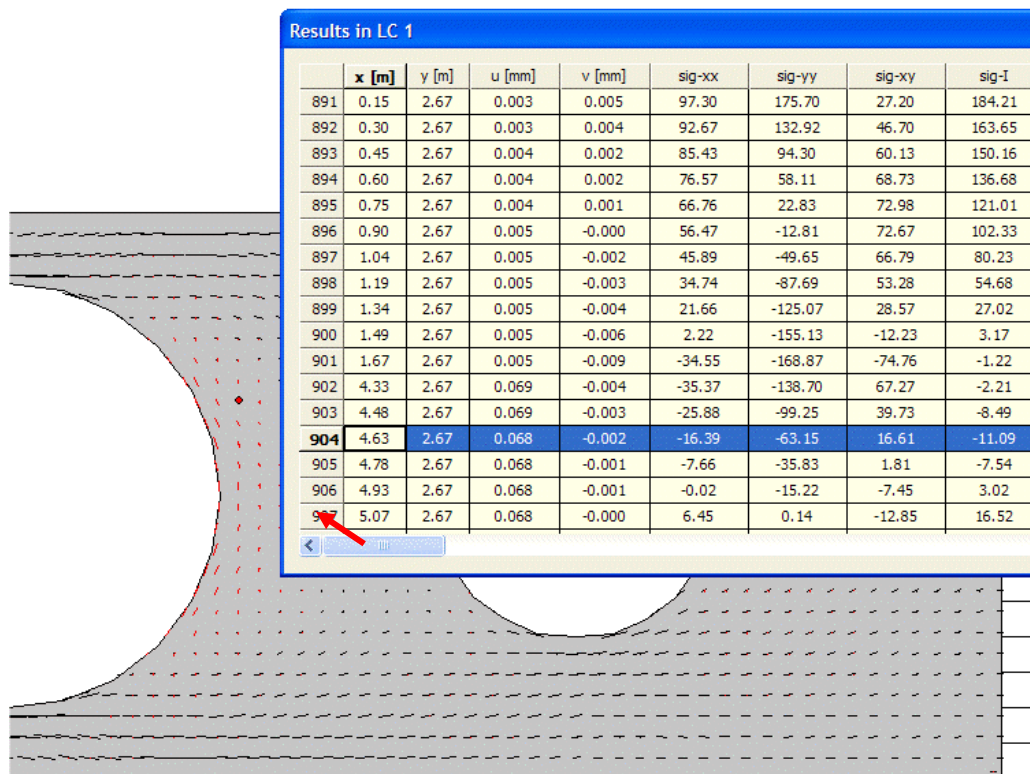 Results in LC 1
x [m] y [m] u [mm] v [mm] sig-xx sig-yy sig-xy sig-I
891 0.15 2.67 0.003 0.005 97.30 175.70 27.20 184.21
892 0.30 2.67 0.003 0.004 92.67 132.92 46.70 163.65
893 0.45 2.67 0.004 0.002 85.43 94.30 60.13 150.16
894 0.60 2.67 0.004 0.002 76.57 58.11 68.73 136.68
895 0.75 2.67 0.004 0.001 66.76 22.83 72.98 121.01
896 0.90 2.67 0.005 -0.000 56.47 -12.81 72.67 102.33
897 1.04 2.67 0.005 -0.002 45.89 -49.65 66.79 80.23
898 1.19 2.67 0.005 -0.003 34.74 -87.69 53.28 54.68
899 1.34 2.67 0.005 -0.004 21.66 -125.07 28.57 27.02
900 1.49 2.67 0.005 -0.006 2.22 -155.13 -12.23 3.17
901 1.67 2.67 0.005 -0.009 -34.55 -168.87 -74.76 -1.22
902 4.33 2.67 0.069 -0.004 -35.37 -138.70 67.27 -2.21
903 4.48 2.67 0.069 -0.003 -25.88 -99.25 39.73 -8.49
904 4.63 2.67 0.068 -0.002 -16.39 -63.15 16.61 -11.09
905 4.78 2.67 0.068 -0.001 -7.66 -35.83 1.81 -7.54
906 4.93 2.67 0.068 -0.001 -0.02 -15.22 -7.45 3.02
907 5.07 2.67 0.068 -0.000 6.45 0.14 -12.85 16.52